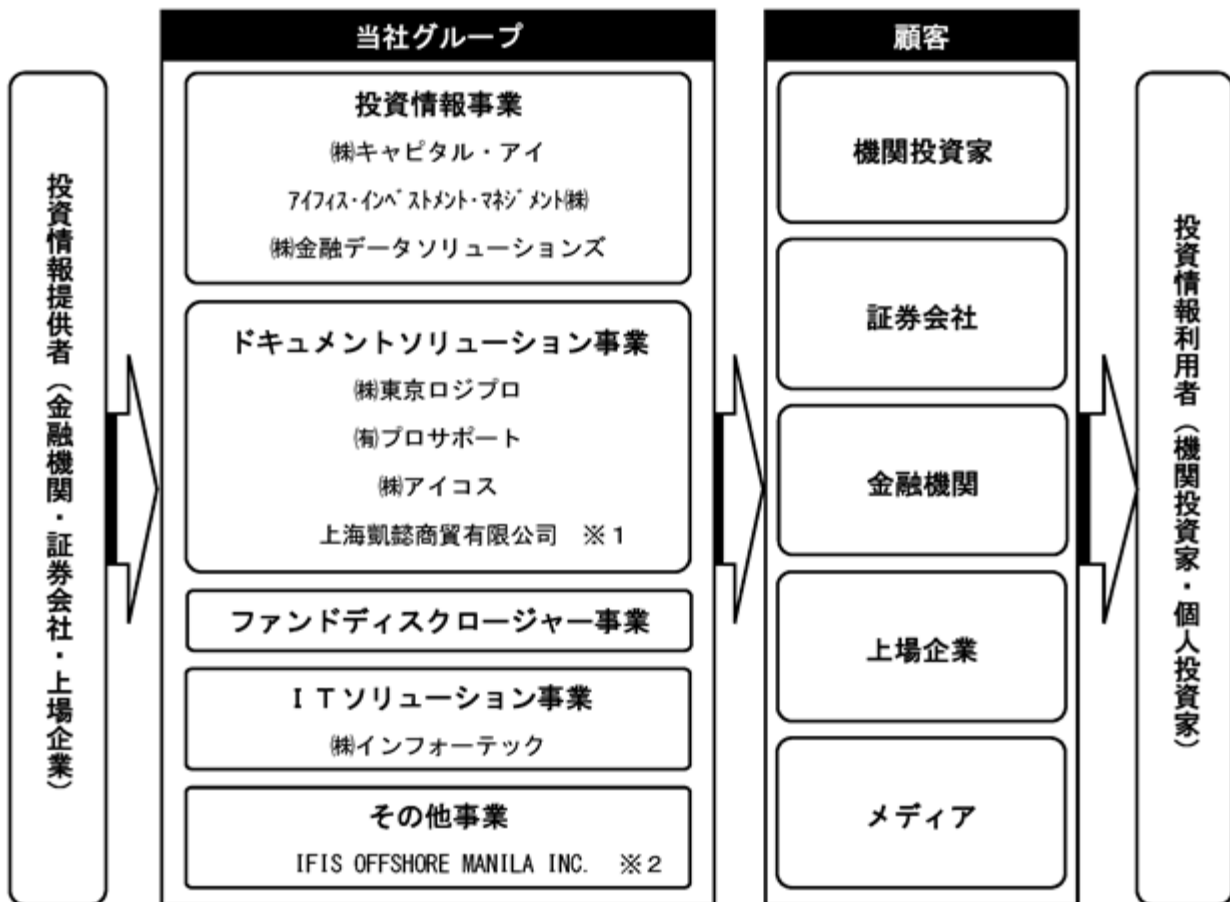 投資情報提供者(金融機関・証券会社・上場企業)
当社グループ
投資情報事業
㈱キャピタル・アイ
ｱｲﾌｨｽ･ｲﾝﾍﾞｽﾄﾒﾝﾄ･ﾏﾈｼﾞﾒﾝﾄ㈱
㈱金融データソリューションズ
ドキュメントソリューション事業
㈱東京ロジプロ
㈲プロサポート
㈱アイコス
上海凱懿商貿有限公司 ※1
ファンドディスクロージャー事業
ＩＴソリューション事業
㈱インフォーテック
その他事業
IFIS OFFSHORE MANILA INC. ※2
顧客
機関投資家
証券会社
金融機関
上場企業
メディア
投資情報利用者(機関投資家・個人投資家)